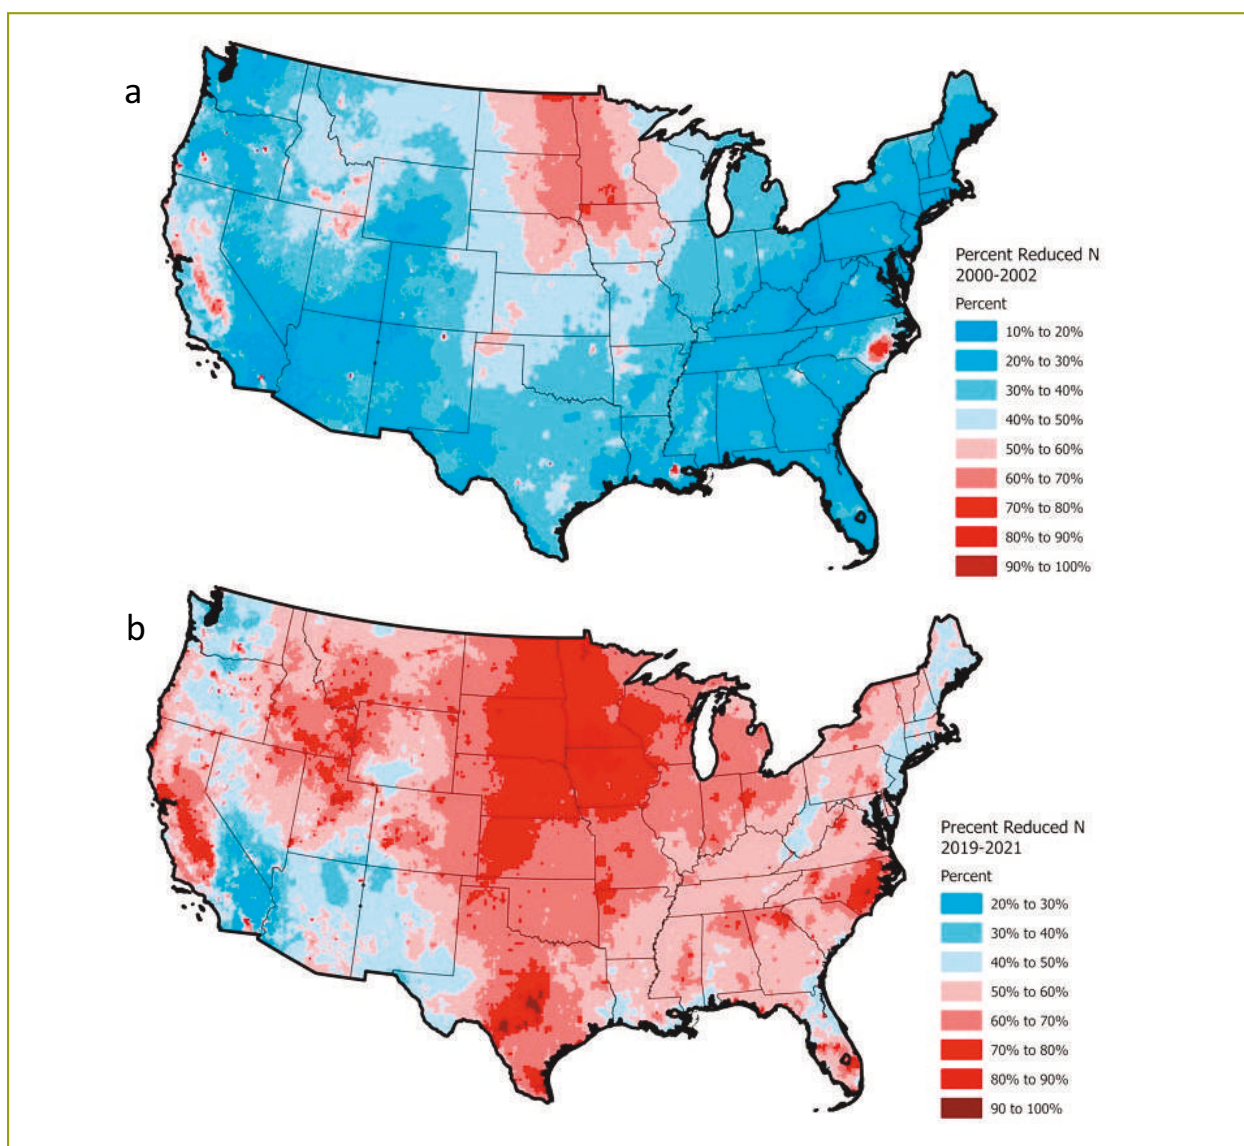 a
Percent Reduced N
2000-2002
Percent
10% to 20%
20% to 30%
30% to 40%
40% to 50%
50% to 60%
60% to 70%
70% to 80%
80% to 90%
90% to 100%
b
Precent Reduced N
2019-2021
Percent
20% to 30%
30% to 40%
40% to 50%
50% to 60%
60% to 70%
70% to 80%
80% to 90%
90 to 100%